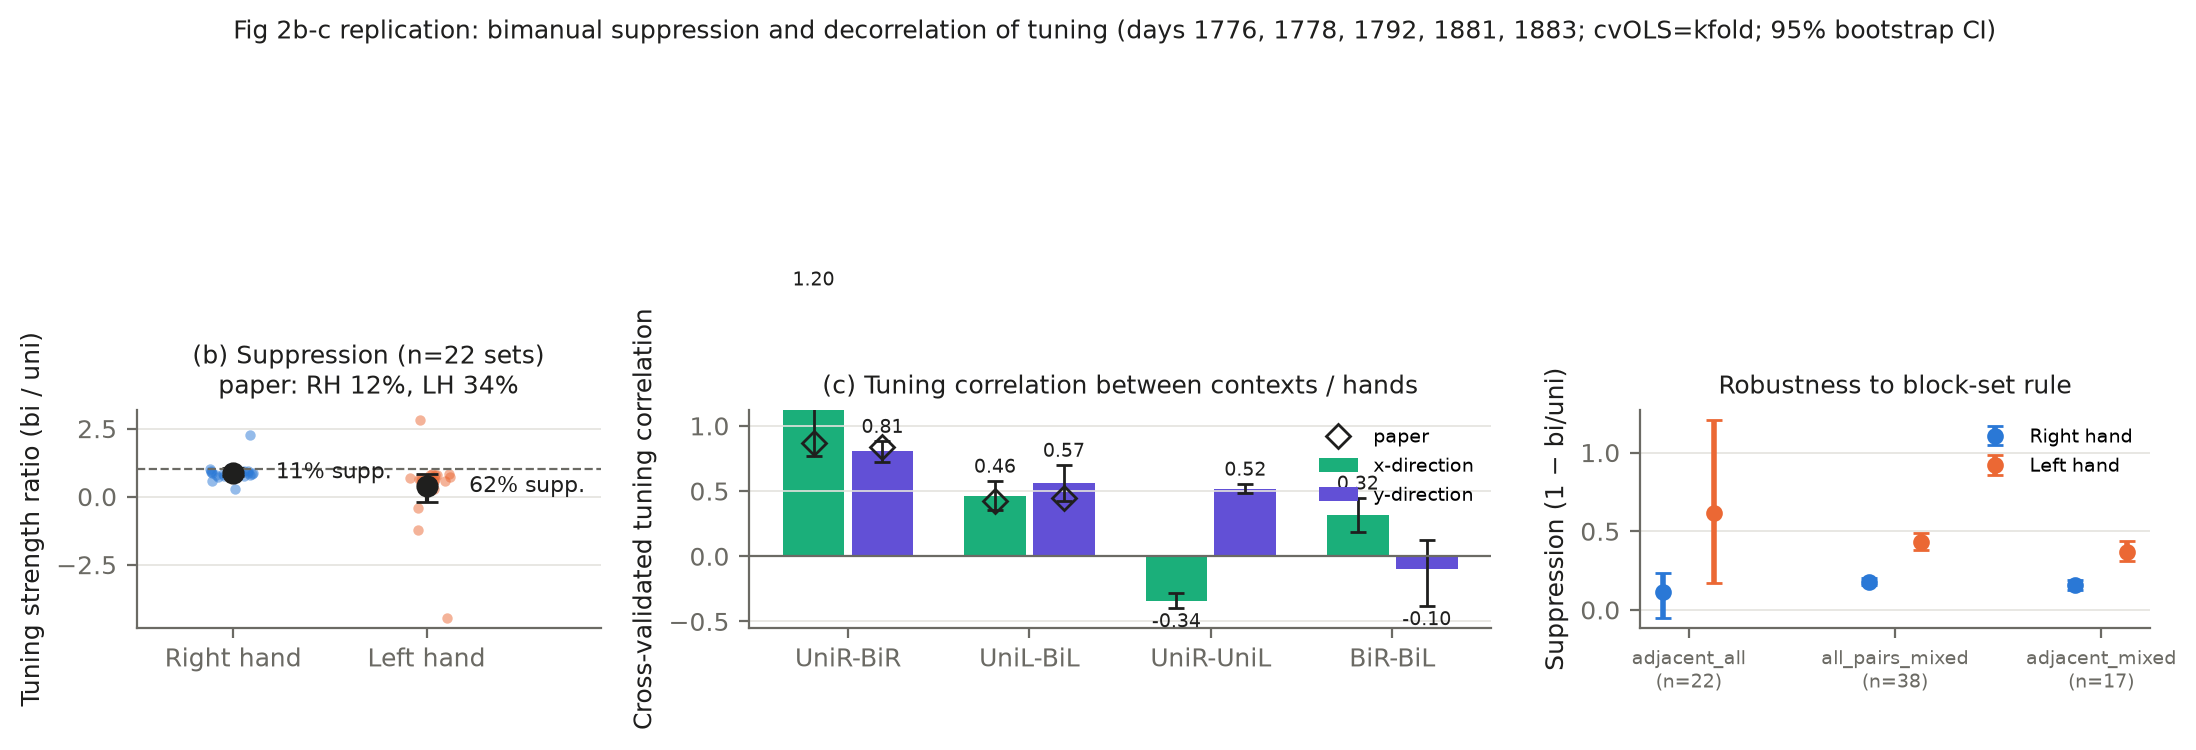 Fig 2b-c replication: bimanual suppression and decorrelation of tuning (days 1776, 1778, 1792, 1881, 1883; cvOLS=kfold; 95% bootstrap CI)
(b) Suppression (n=22 sets)
paper: RH 12%, LH 34%
Tuning strength ratio (bi / uni)
2.5
0.0
−2.5
11% supp.
62% supp.
Right hand
Left hand
(c) Tuning correlation between contexts / hands
Cross-validated tuning correlation
1.0
0.5
0.0
−0.5
1.20
0.81
0.46
0.57
-0.34
0.52
0.32
-0.10
paper
x-direction
y-direction
UniR-BiR
UniL-BiL
UniR-UniL
BiR-BiL
Robustness to block-set rule
Suppression (1 − bi/uni)
1.0
0.5
0.0
Right hand
Left hand
adjacent_all
(n=22)
all_pairs_mixed
(n=38)
adjacent_mixed
(n=17)